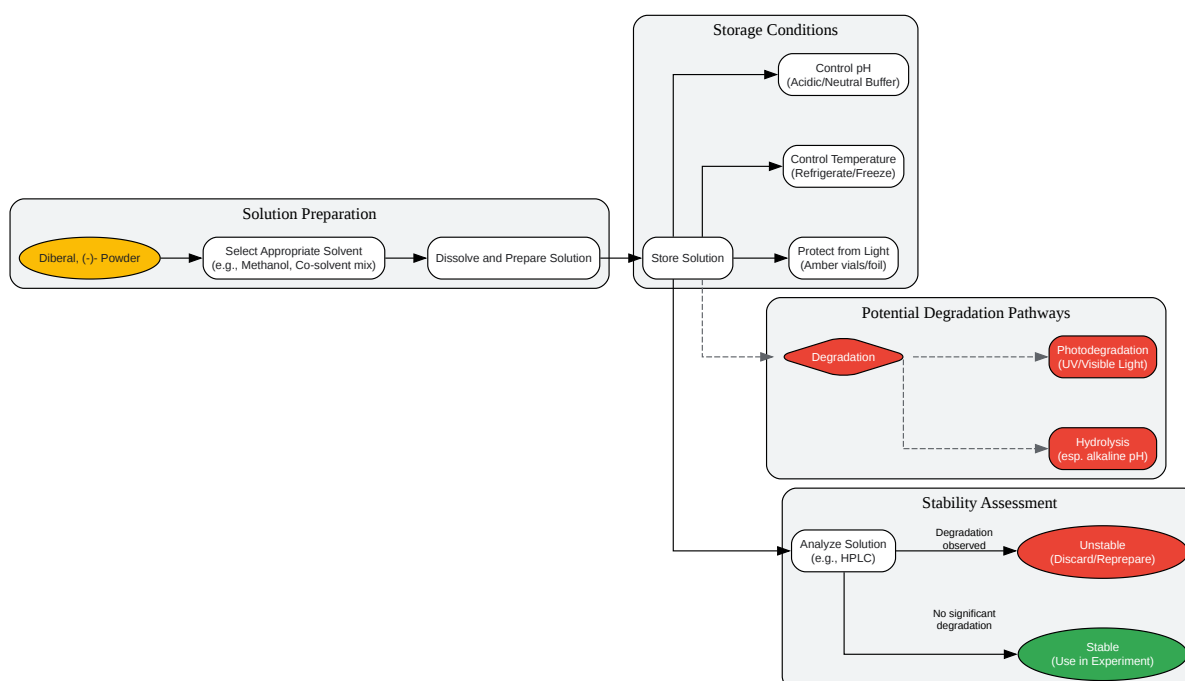 Storage Conditions
Control pH
(Acidic/Neutral Buffer)
Control Temperature
(Refrigerate/Freeze)
Solution Preparation
Diberal, (-)- Powder
Select Appropriate Solvent
(e.g., Methanol, Co-solvent mix)
Dissolve and Prepare Solution
Store Solution
Protect from Light
(Amber vials/foil)
Potential Degradation Pathways
Degradation
Photodegradation
(UV/Visible Light)
Hydrolysis
(esp. alkaline pH)
Stability Assessment
Analyze Solution
(e.g., HPLC)
Degradation
observed
Unstable
(Discard/Reprepare)
No significant
degradation
Stable
(Use in Experiment)